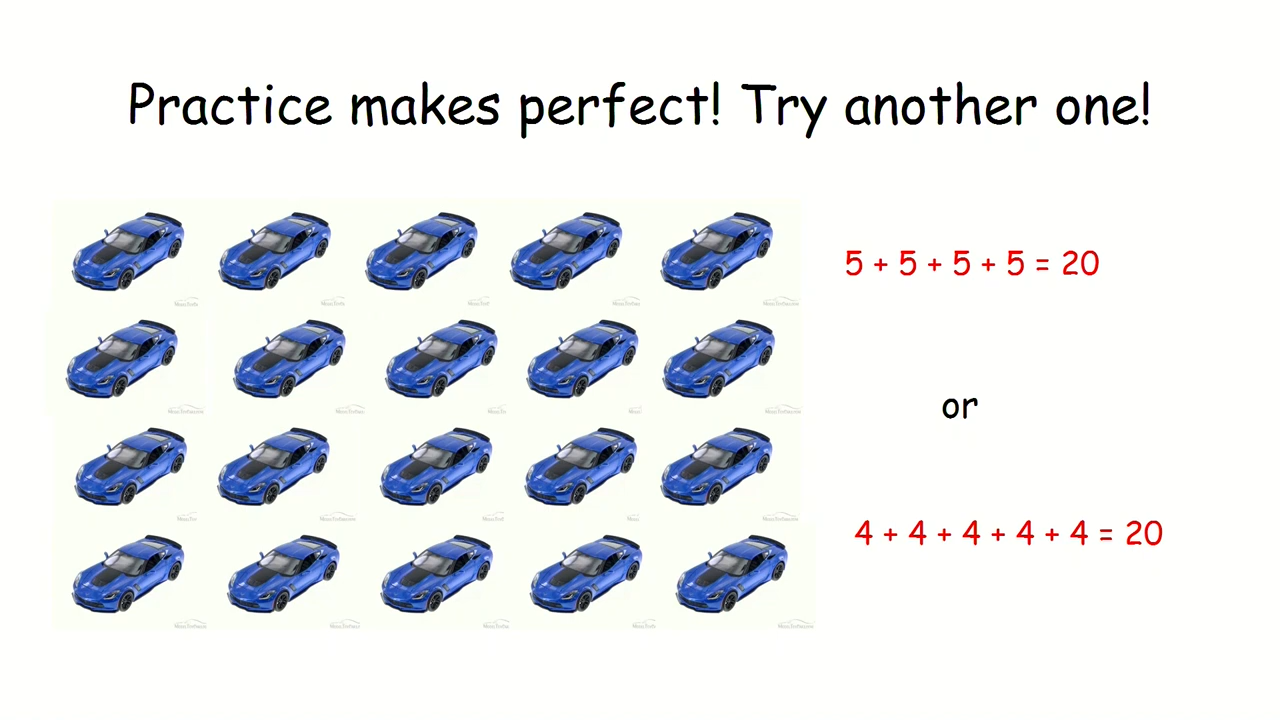 Practice makes perfect! Try another one!
5 + 5 + 5 + 5 = 20
or
4 + 4 + 4 + 4 + 4 = 20